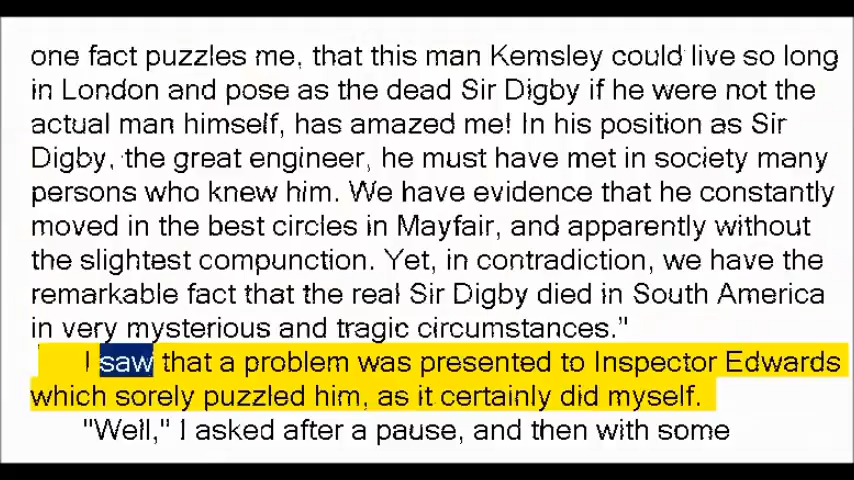 one fact puzzles me, that this man Kemsley could live so long
in London and pose as the dead Sir Digby if he were not the
actual man himself, has amazed me! In his position as Sir
Digby, the great engineer, he must have met in society many
persons who knew him. We have evidence that he constantly
moved in the best circles in Mayfair, and apparently without
the slightest compunction. Yet, in contradiction, we have the
remarkable fact that the real Sir Digby died in South America
in very mysterious and tragic circumstances."
I saw that a problem was presented to Inspector Edwards
which sorely puzzled him, as it certainly did myself.
"Well," I asked after a pause, and then with some